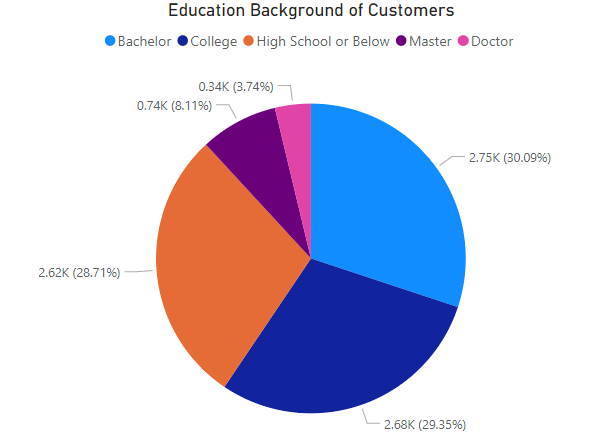 Education Background of Customers
Bachelor College High School or Below Master Doctor
0.34K (3.74%)
0.74K (8.11%)
2.75K (30.09%)
2.62K (28.71%)
2.68K (29.35%)